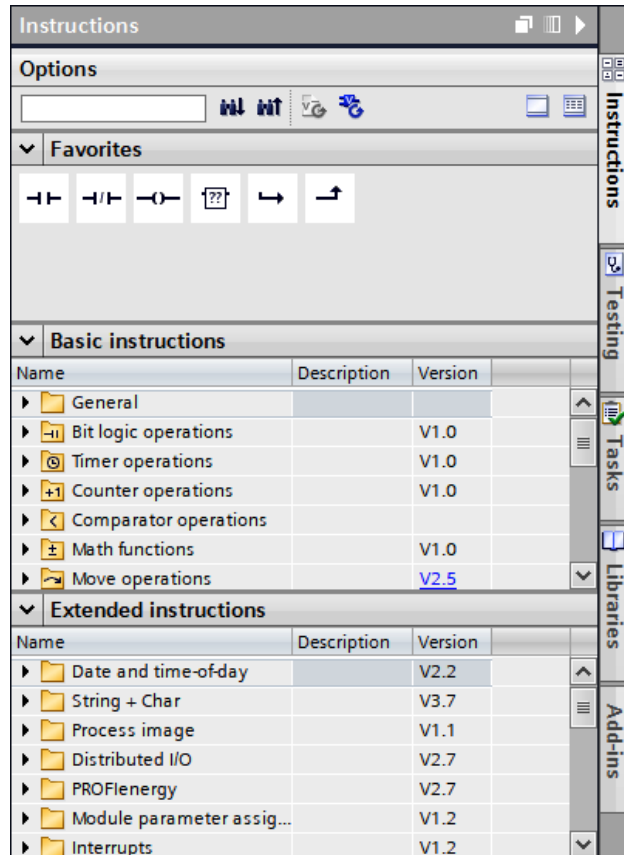 Instructions
Options
Favorites
??
Basic instructions
Name Description Version
General
Bit logic operations V1.0
Timer operations V1.0
+1 Counter operations V1.0
Comparator operations
Math functions V1.0
Move operations V2.5
Extended instructions
Name Description Version
Date and time-of-day V2.2
String + Char V3.7
Process image V1.1
Distributed I/O V2.7
PROFIenergy V2.7
Module parameter assig... V1.2
Interrupts V1.2
Instructions
Testing
Tasks
Libraries
Add-ins